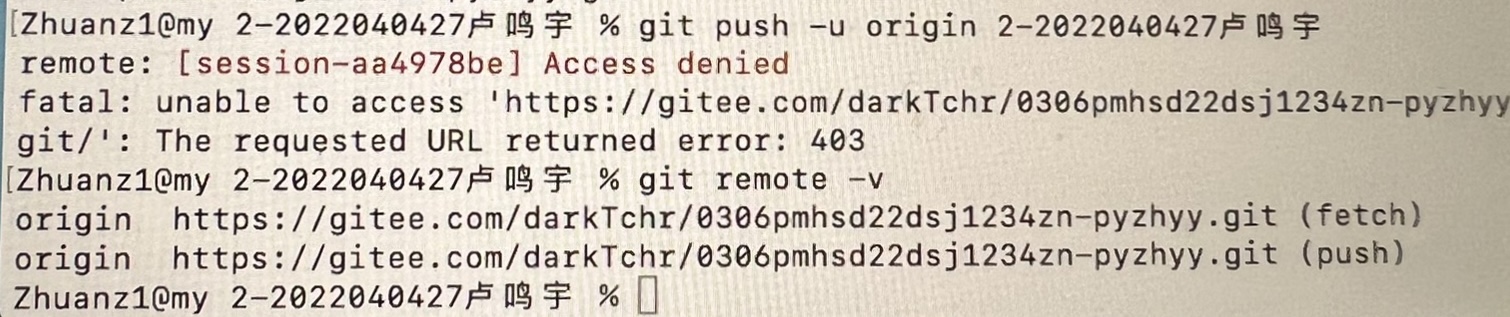 [Zhuanz1@my 2-2022040427卢鸣宇 % git push -u origin 2-2022040427卢鸣宇
remote: [session-aa4978be] Access denied
fatal: unable to access 'https://gitee.com/darkTchr/0306pmhsd22dsj1234zn-pyzhyy
git/': The requested URL returned error: 403
[Zhuanz1@my 2-2022040427卢鸣宇 % git remote -v
origin https://gitee.com/darkTchr/0306pmhsd22dsj1234zn-pyzhyy.git (fetch)
origin https://gitee.com/darkTchr/0306pmhsd22dsj1234zn-pyzhyy.git (push)
Zhuanz1@my 2-2022040427卢鸣宇 %